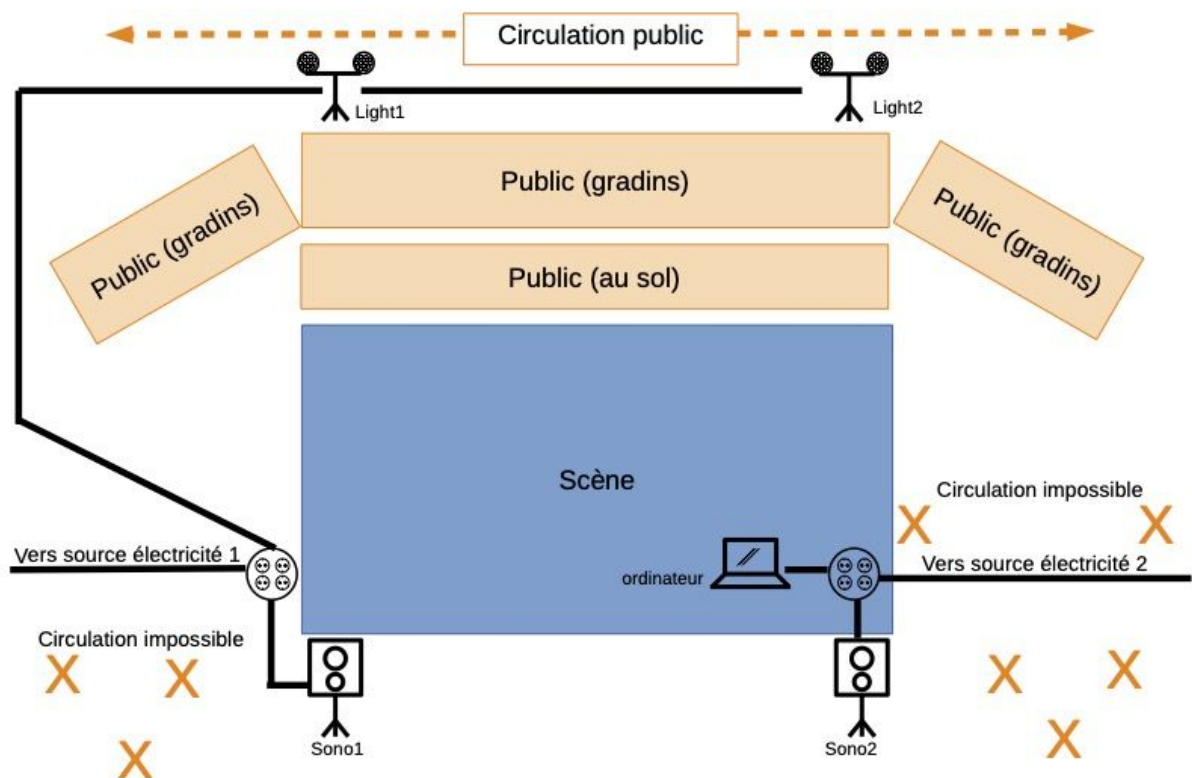 Circulation public
Light1
Light2
Public (gradins)
Public (gradins)
Public (gradins)
Public (au sol)
Scène
Circulation impossible
Vers source électricité 1
ordinateur
Vers source électricité 2
Circulation impossible
X X
X X X X
X X
Sono1
Sono2